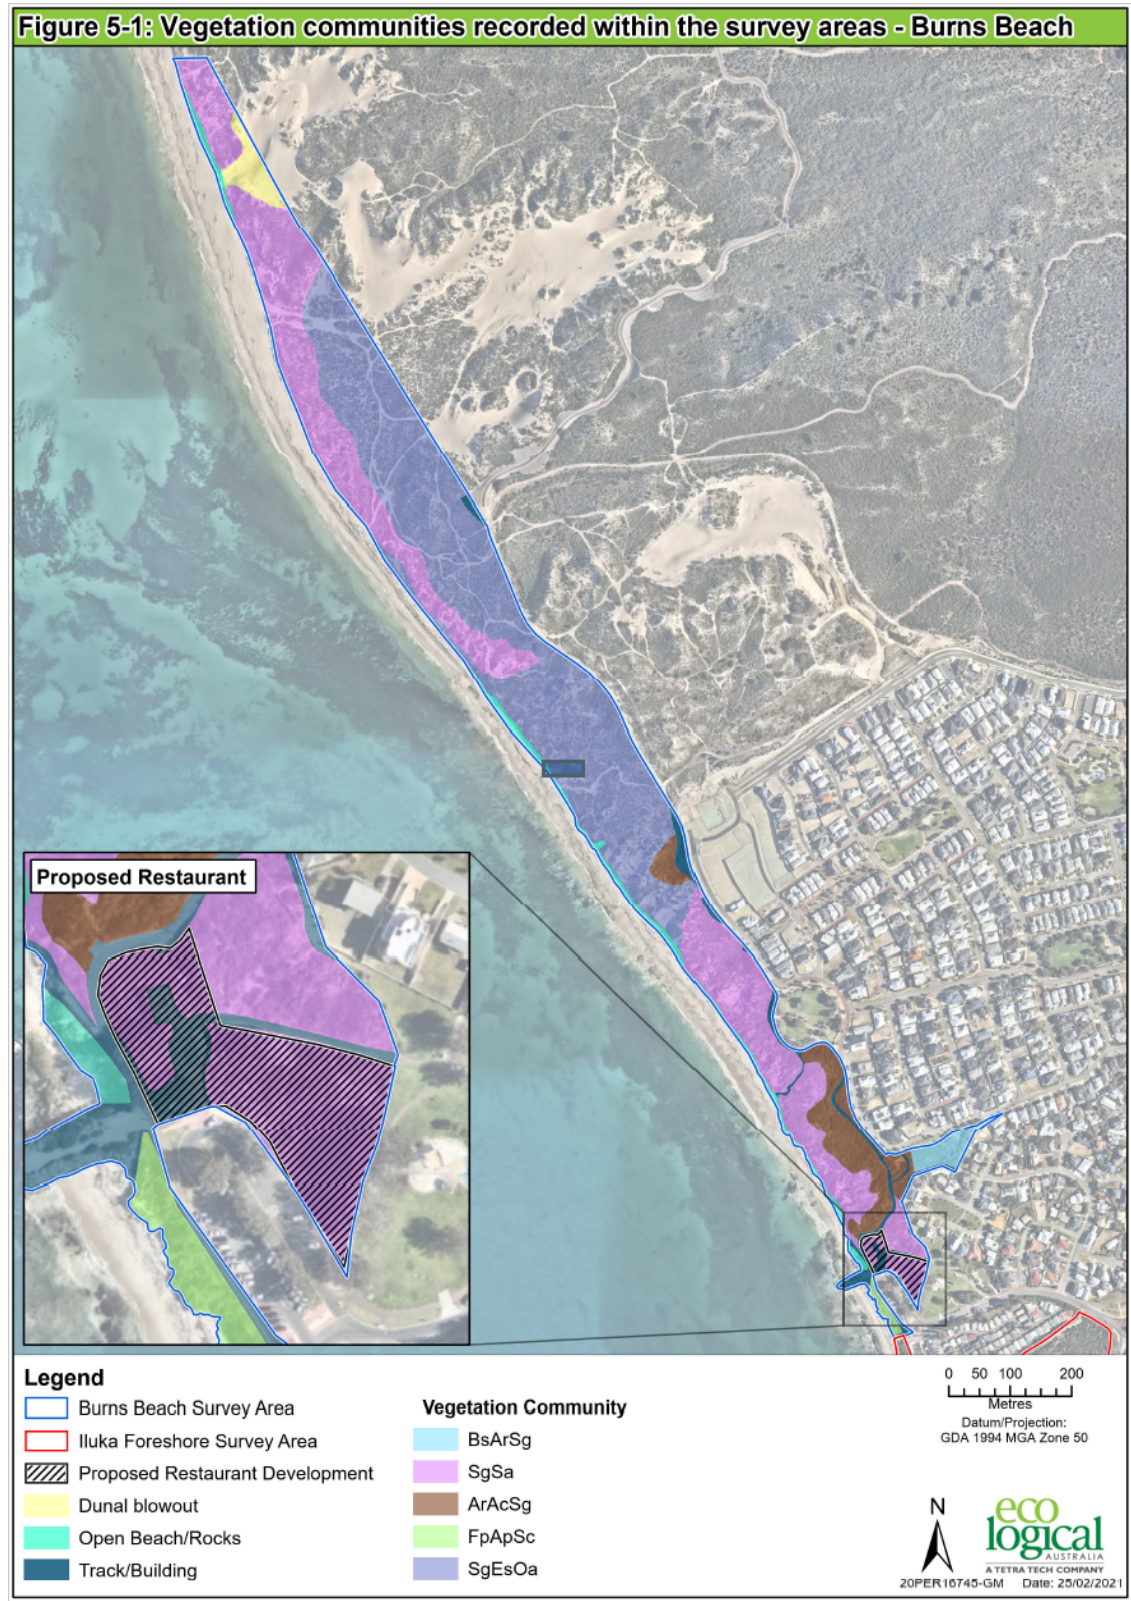 Figure 5-1: Vegetation communities recorded within the survey areas - Burns Beach
Proposed Restaurant
Legend
Burns Beach Survey Area
Iluka Foreshore Survey Area
Proposed Restaurant Development
Dunal blowout
Open Beach/Rocks
Track/Building
Vegetation Community
BsArSg
SgSa
ArAcSg
FpApSc
SgEsOa
0 50 100 200
Metres
Datum/Projection:
GDA 1994 MGA Zone 50
N
eco
logical
AUSTRALIA
A TETRA TECH COMPANY
20PER16745-GM Date: 25/02/2021